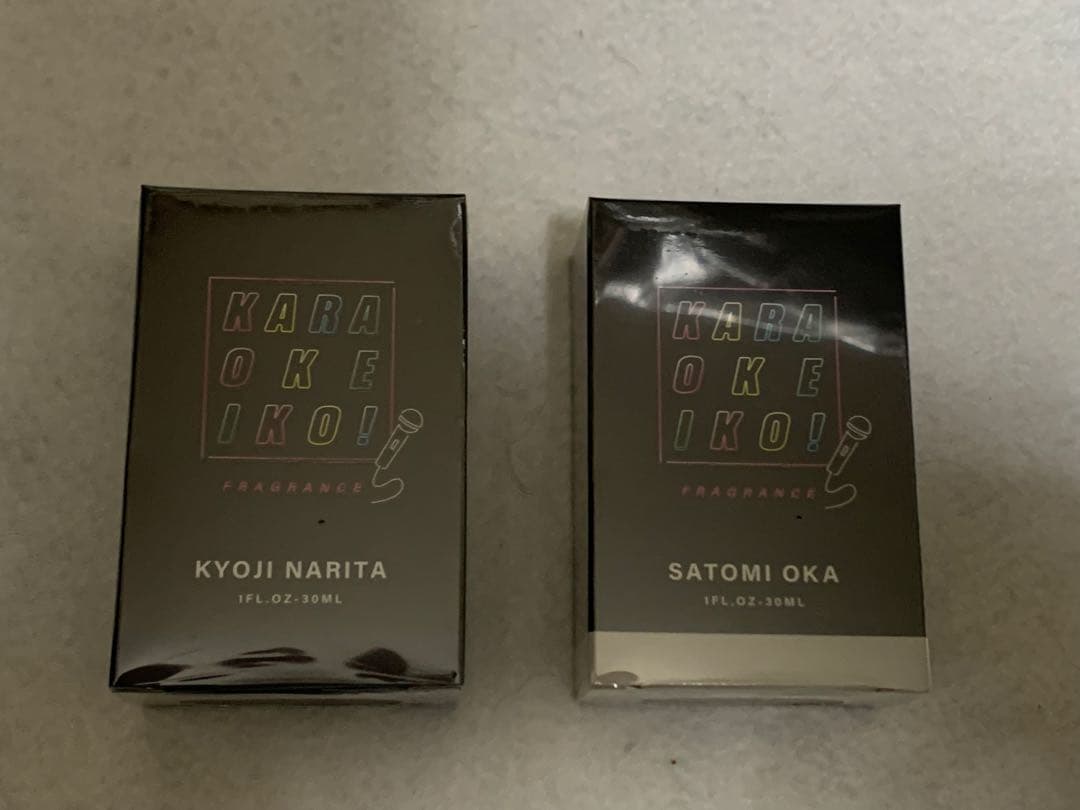 KARA
OKE
IKO!
FRAGRANCE
KYOJI NARITA
1FL.OZ-30ML
KARA
OKE
IKO!
FRAGRANCE
SATOMI OKA
1FL.OZ-30ML